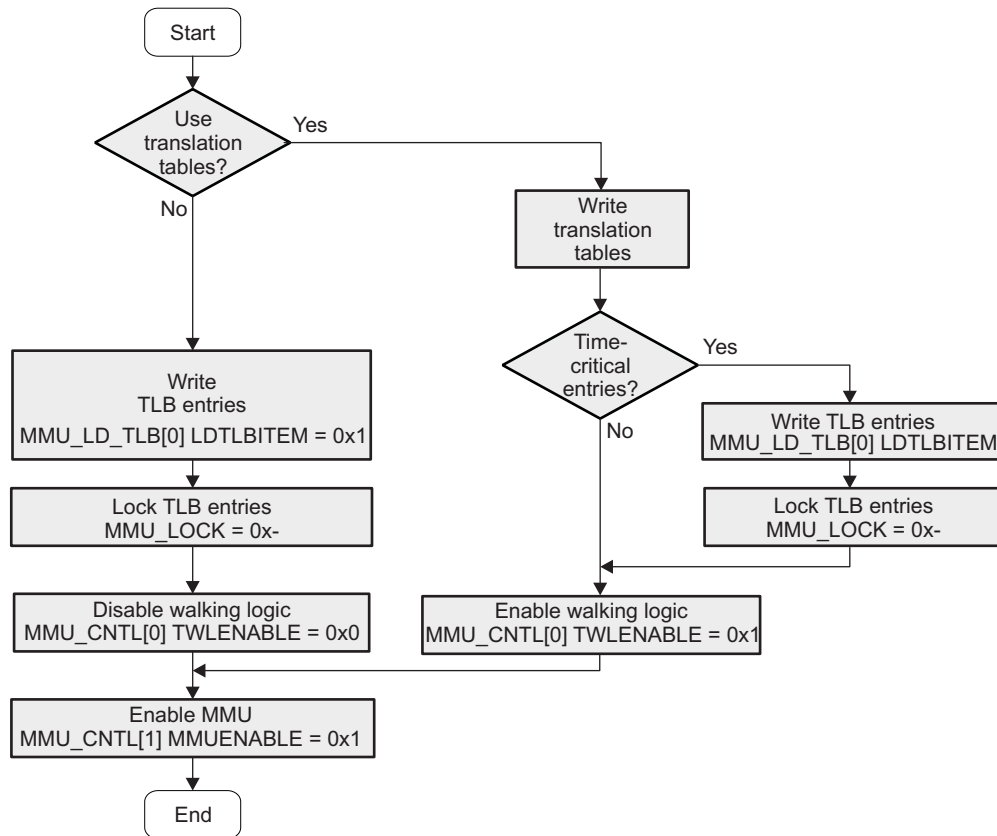 Start
Use
translation
tables?
Yes
No
Write
translation
tables
Time-
critical
entries?
Yes
No
Write
TLB entries
MMU_LD_TLB[0] LDTLBITEM = 0x1
Write TLB entries
MMU_LD_TLB[0] LDTLBITEM
Lock TLB entries
MMU_LOCK = 0x-
Lock TLB entries
MMU_LOCK = 0x-
Disable walking logic
MMU_CNTL[0] TWLENABLE = 0x0
Enable walking logic
MMU_CNTL[0] TWLENABLE = 0x1
Enable MMU
MMU_CNTL[1] MMUENABLE = 0x1
End